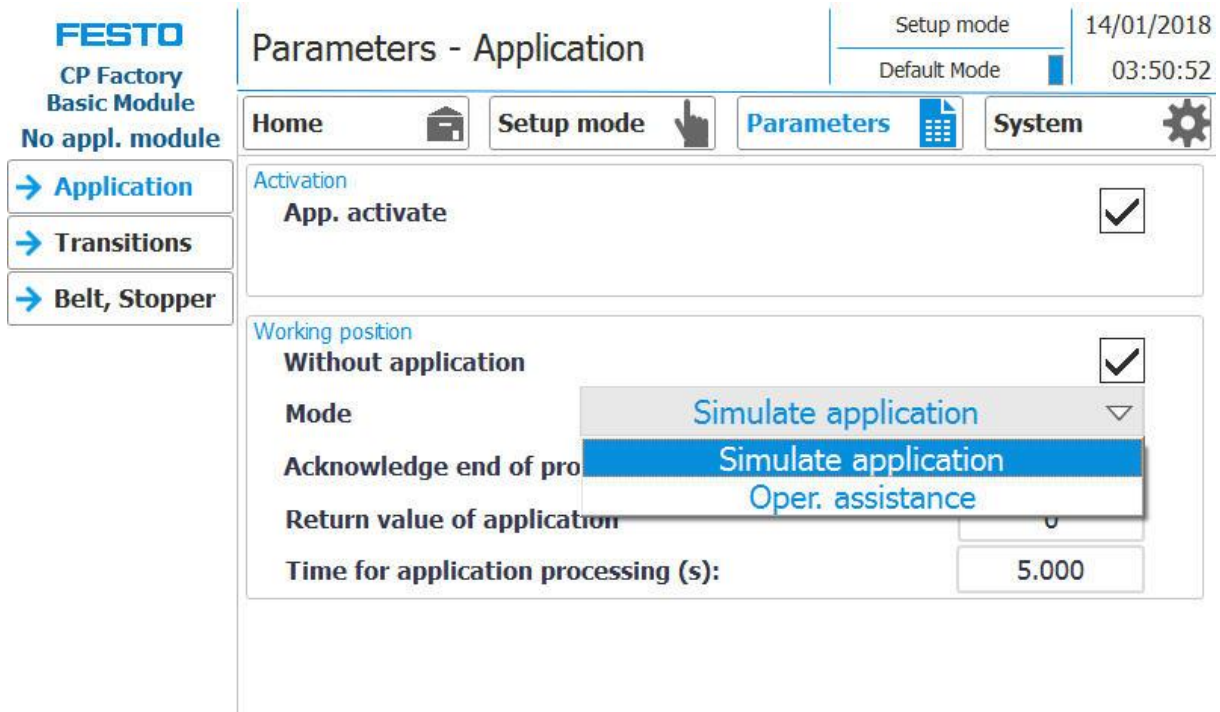 FESTO
CP Factory
Basic Module
No appl. module
Parameters - Application
Setup mode
Default Mode
14/01/2018
03:50:52
Home
Setup mode
Parameters
System
Application
Transitions
Belt, Stopper
Activation
App. activate
Working position
Without application
Mode
Simulate application
Simulate application
Oper. assistance
Acknowledge end of pro
Return value of application
0
Time for application processing (s):
5.000